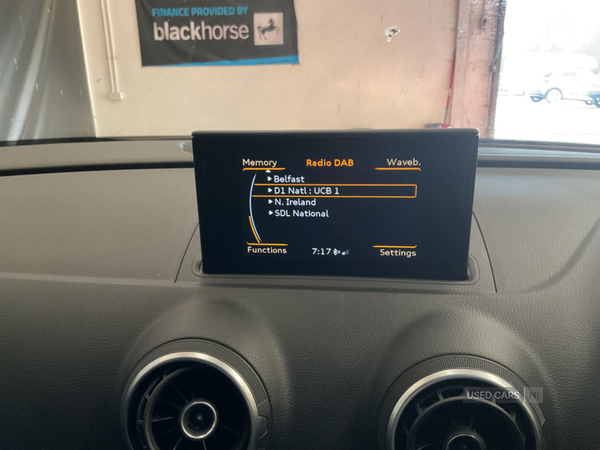 FINANCE PROVIDED BY
blackhorse
Memory Radio DAB Waveb.
Belfast
D1 Natl : UCB 1
N. Ireland
SDL National
Functions 7:17 Settings
USED CARS NI